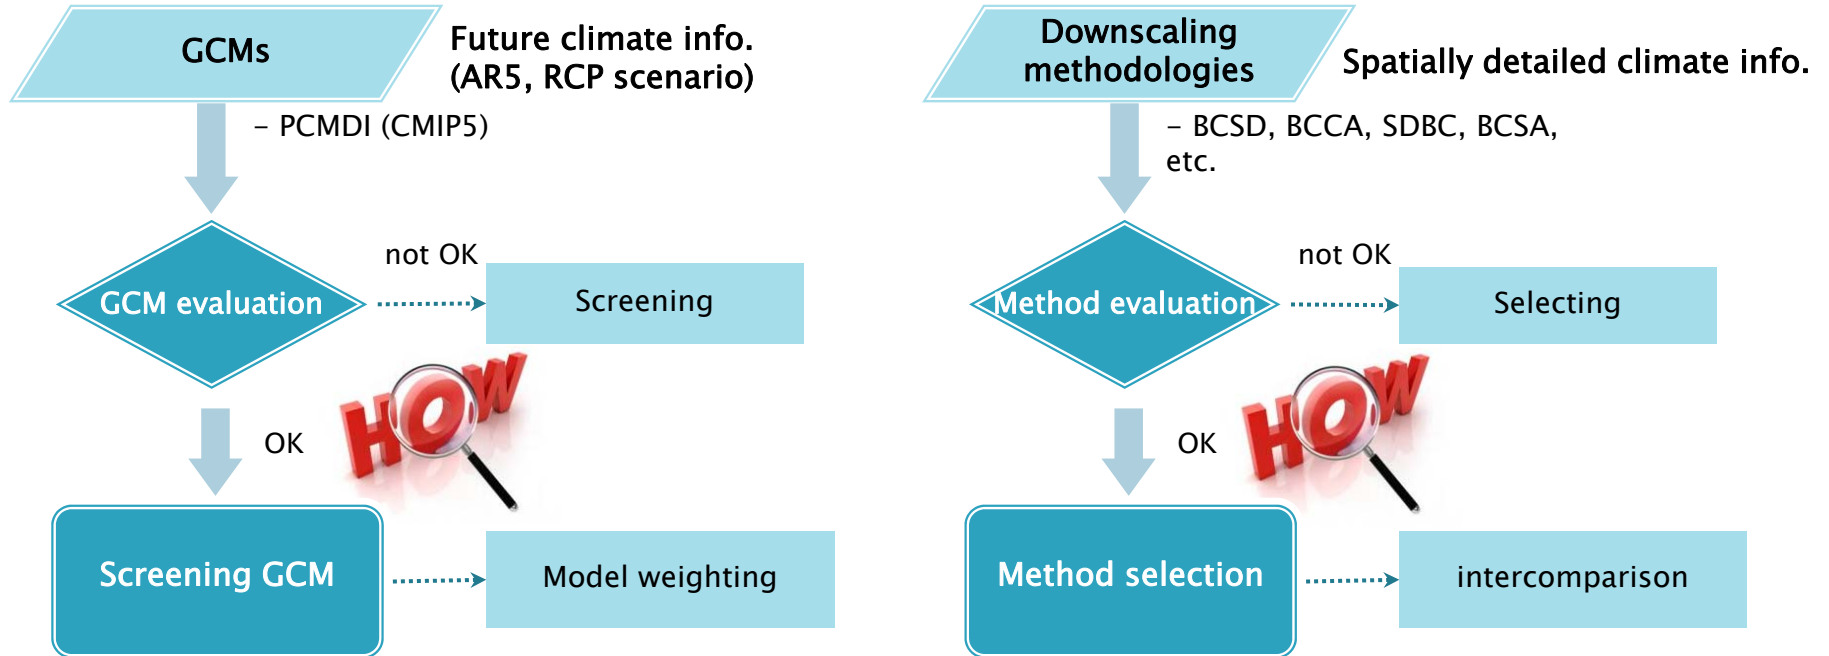 GCMs
Future climate info.
(AR5, RCP scenario)
– PCMDI (CMIP5)
not OK
GCM evaluation
Screening
HOW
OK
Screening GCM
Model weighting
Downscaling
methodologies
Spatially detailed climate info.
– BCSD, BCCA, SDBC, BCSA,
etc.
not OK
Method evaluation
Selecting
HOW
OK
Method selection
intercomparison